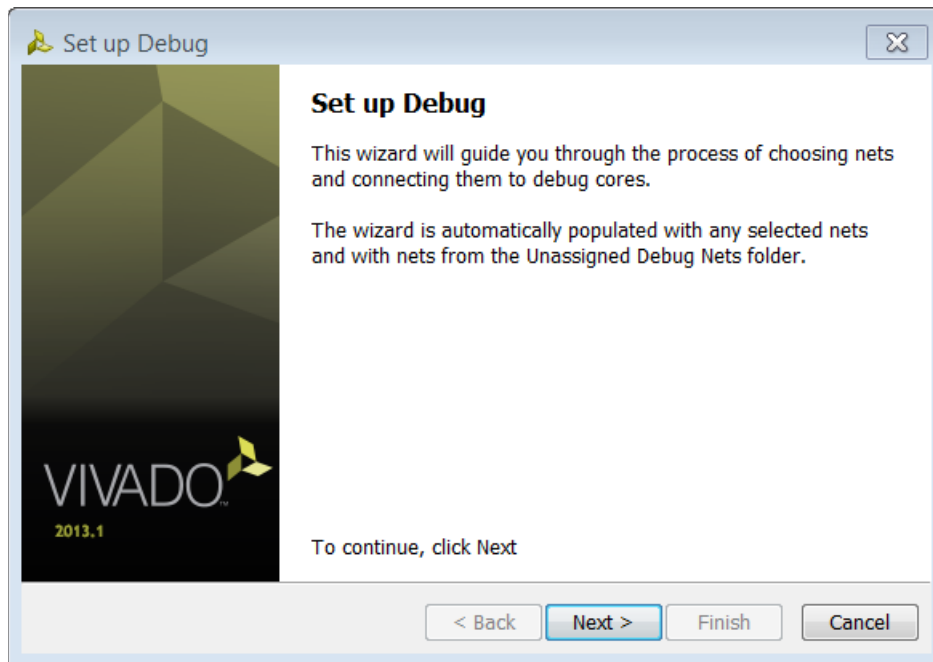 Set up Debug
Set up Debug
This wizard will guide you through the process of choosing nets
and connecting them to debug cores.
The wizard is automatically populated with any selected nets
and with nets from the Unassigned Debug Nets folder.
VIVADO™
2013.1
To continue, click Next
< Back Next > Finish Cancel